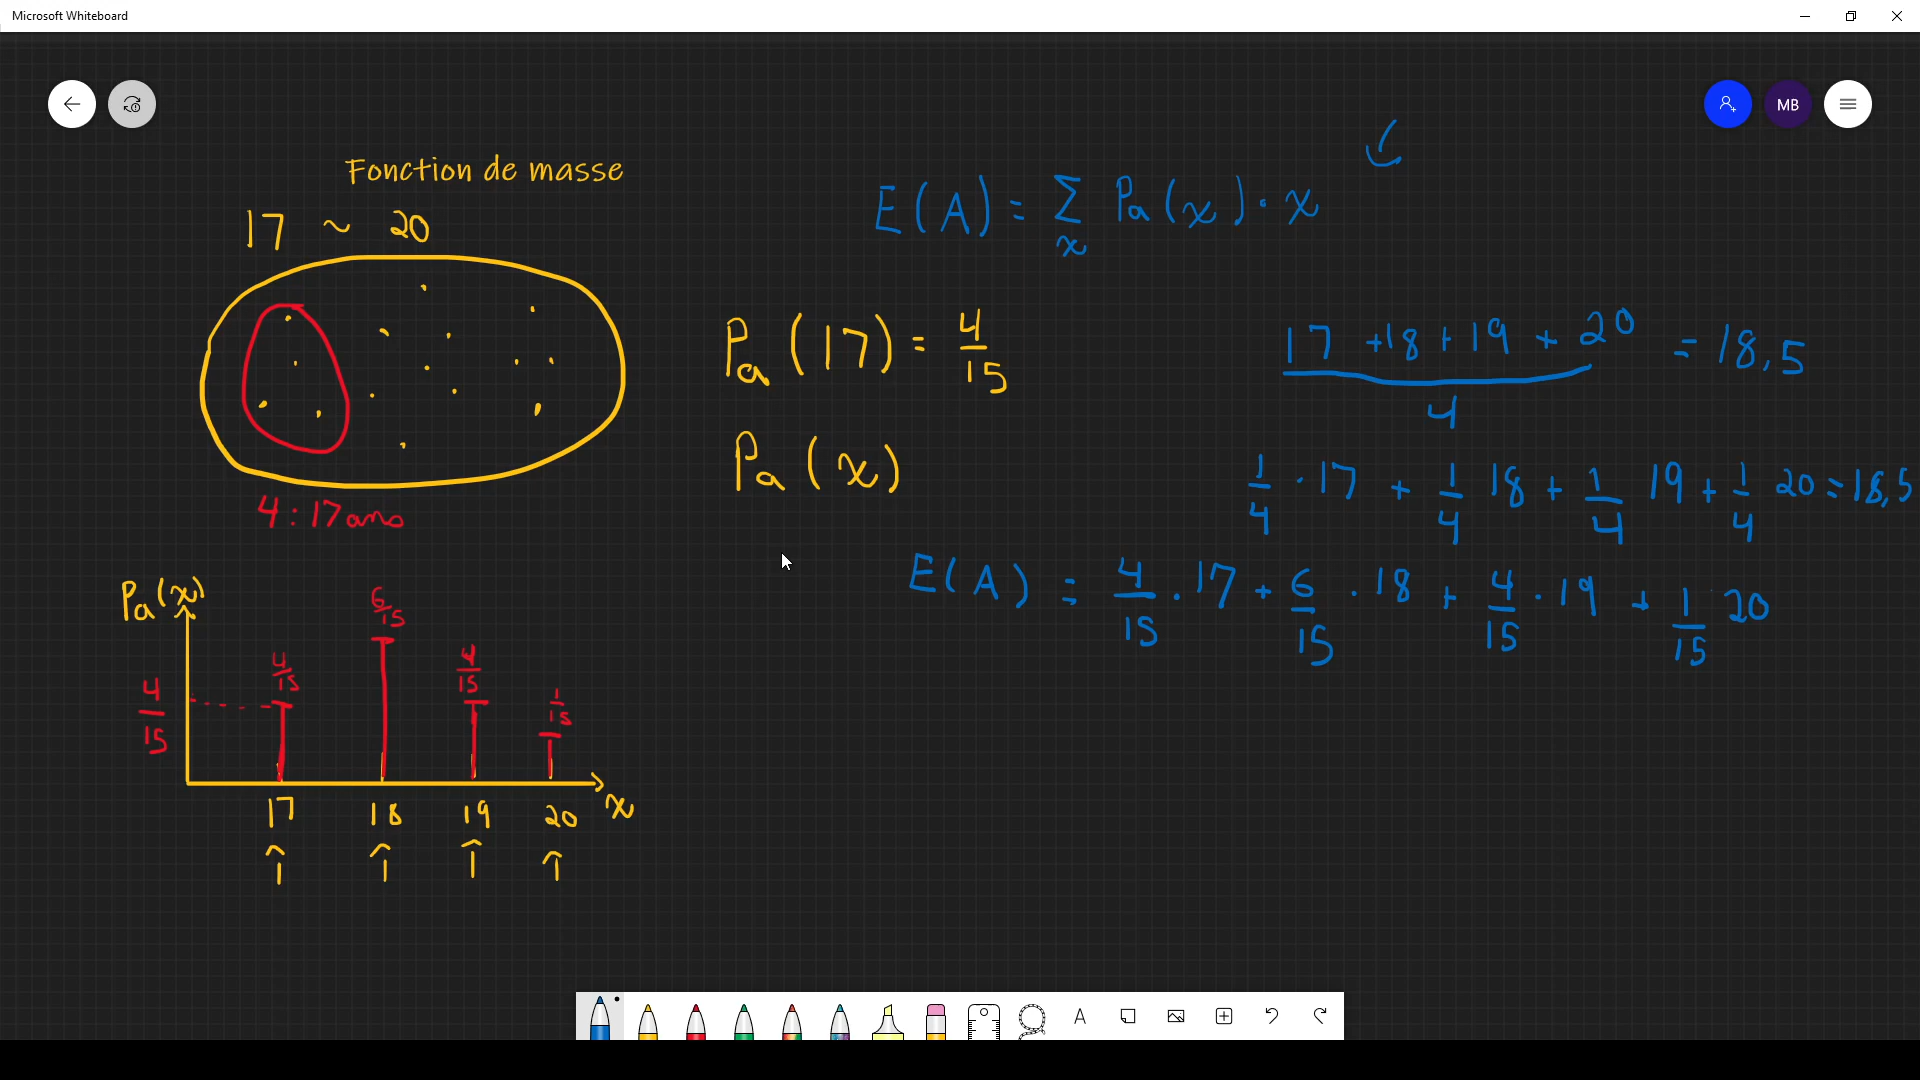 Microsoft Whiteboard
MB
Fonction de masse
17 ~ 20
4 : 17 ans
E(A) = ∑ Pa(x) · x
x
Pa(17) = 4/15
Pa(x)
17 + 18 + 19 + 20 = 18,5
4
1/4 · 17 + 1/4 18 + 1/4 19 + 1/4 20 = 18,5
E(A) = 4/15 · 17 + 6/15 · 18 + 4/15 · 19 + 1/15 20
Pa(x)
4/15
4/15 6/15 4/15 1/15
17 18 19 20 x
A